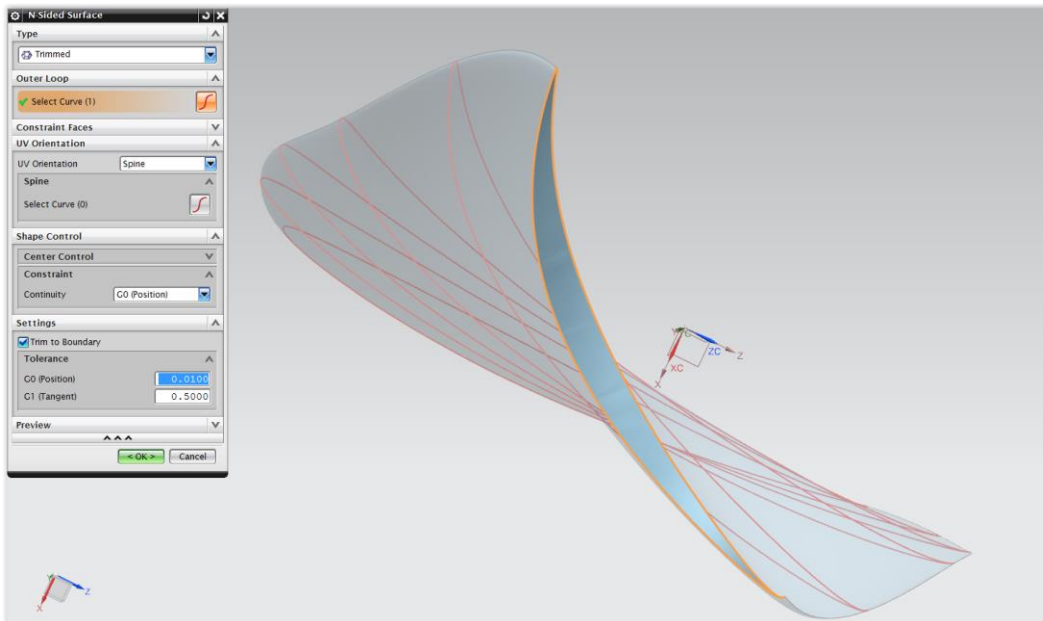 N-Sided Surface
Type
Trimmed
Outer Loop
Select Curve (1)
Constraint Faces
UV Orientation
UV Orientation Spine
Spine
Select Curve (0)
Shape Control
Center Control
Constraint
Continuity G0 (Position)
Settings
Trim to Boundary
Tolerance
G0 (Position) 0.0100
G1 (Tangent) 0.5000
Preview
< OK > Cancel
YC
ZC
Z
XC
X
Y
Z
X